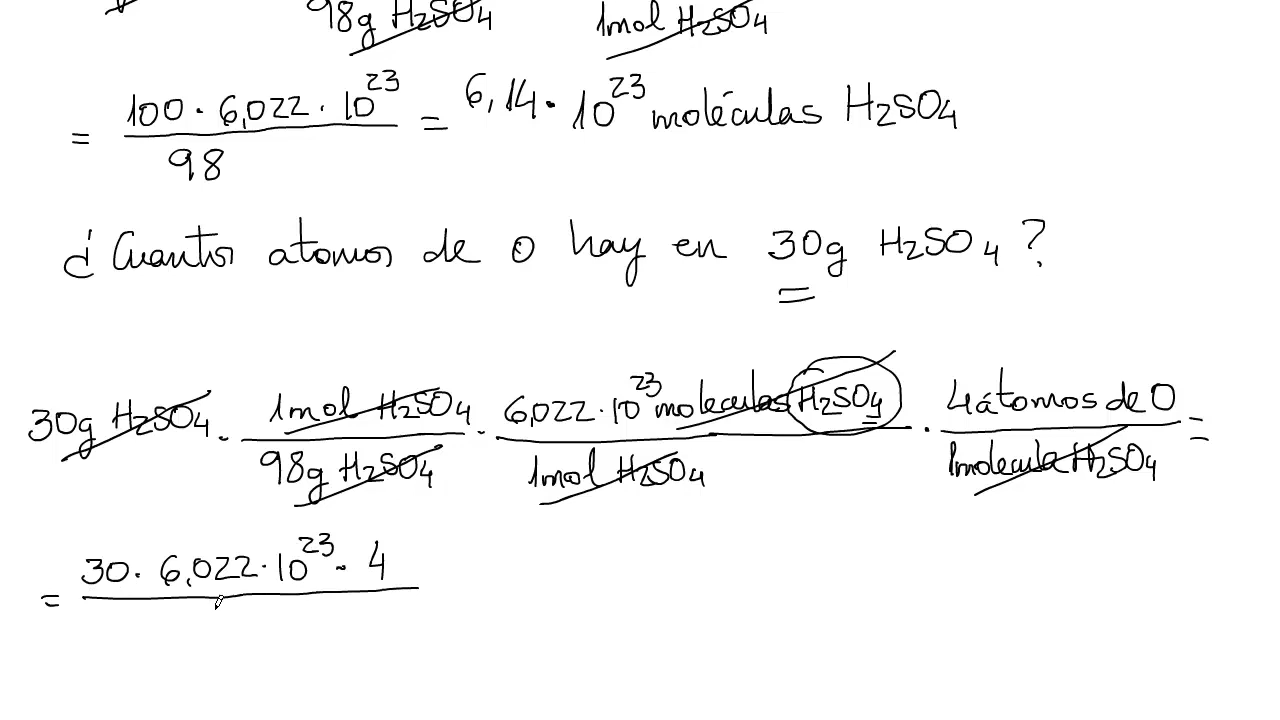 98g H₂SO₄ 1mol H₂SO₄
= 100 · 6,022 · 10²³ / 98 = 6,14 · 10²³ moléculas H₂SO₄
¿Cuantos atomos de O hay en 30g H₂SO₄?
30g H₂SO₄ · 1mol H₂SO₄ / 98g H₂SO₄ · 6,022 · 10²³ moleculas H₂SO₄ / 1mol H₂SO₄ · 4átomos de O / 1molecula H₂SO₄ =
= 30 · 6,022 · 10²³ · 4